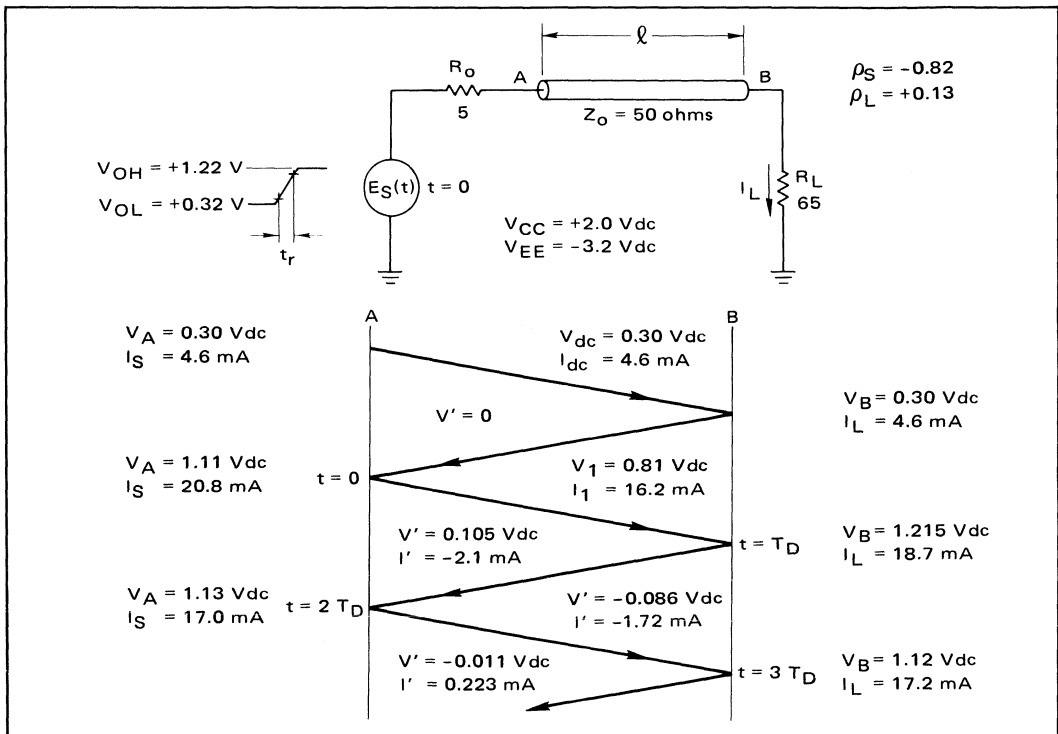 ℓ
R_o
5
A
B
Z_o = 50 ohms
ρ_S = -0.82
ρ_L = +0.13
V_OH = +1.22 V
V_OL = +0.32 V
t_r
E_S(t)
t = 0
I_L
R_L
65
V_CC = +2.0 Vdc
V_EE = -3.2 Vdc
A
B
V_A = 0.30 Vdc
I_S = 4.6 mA
V_dc = 0.30 Vdc
I_dc = 4.6 mA
V' = 0
V_B = 0.30 Vdc
I_L = 4.6 mA
V_A = 1.11 Vdc
I_S = 20.8 mA
t = 0
V_1 = 0.81 Vdc
I_1 = 16.2 mA
V' = 0.105 Vdc
I' = -2.1 mA
t = T_D
V_B = 1.215 Vdc
I_L = 18.7 mA
V_A = 1.13 Vdc
I_S = 17.0 mA
t = 2 T_D
V' = -0.086 Vdc
I' = -1.72 mA
V' = -0.011 Vdc
I' = 0.223 mA
t = 3 T_D
V_B = 1.12 Vdc
I_L = 17.2 mA